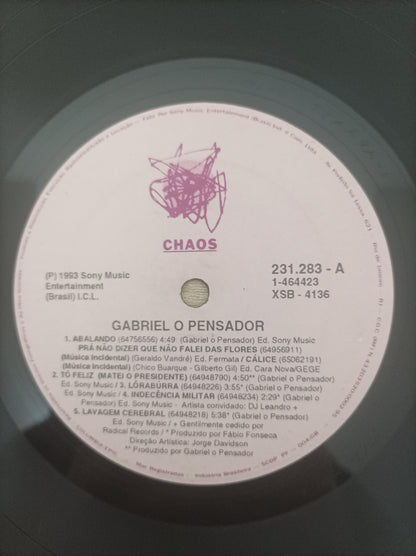 CHAOS
(P) 1993 Sony Music
Entertainment
(Brasil) I.C.L.
231.283 - A
1-464423
XSB - 4136
GABRIEL O PENSADOR
1. ABALANDO (64756556) 4:49 (Gabriel o Pensador) Ed. Sony Music
PRÁ NÃO DIZER QUE NÃO FALEI DAS FLORES (64956911)
(Música Incidental) (Geraldo Vandré) Ed. Fermata / CÁLICE (65062191)
(Música Incidental) (Chico Buarque - Gilberto Gil) Ed. Cara Nova/GEGE
2. TÔ FELIZ (MATEI O PRESIDENTE) (64948790) 4:50** (Gabriel o Pensador)
Ed. Sony Music / 3. LÔRABÚRRA (64948226) 3:55* (Gabriel o Pensador)
Ed. Sony Music / 4. INDECÊNCIA MILITAR (64948234) 2:29* (Gabriel o
Pensador) Ed. Sony Music - Artista convidado: DJ Leandro +
5. LAVAGEM CEREBRAL (64948218) 5:38* (Gabriel o Pensador)
Ed. Sony Music / + Gentilmente cedido por
Radical Records / * Produzido por Fábio Fonseca
Direção Artística: Jorge Davidson
** Produzido por Gabriel o Pensador
Mar Registradas - Indústria Brasileira - SCDP PF